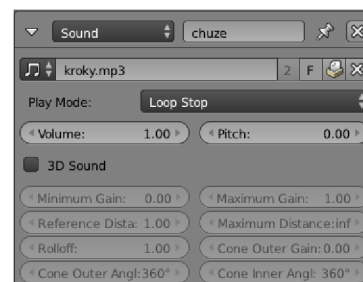 Sound chuze
kroky.mp3 2 F
Play Mode: Loop Stop
Volume: 1.00 Pitch: 0.00
3D Sound
Minimum Gain: 0.00 Maximum Gain: 1.00
Reference Dista: 1.00 Maximum Distance:inf
Rolloff: 1.00 Cone Outer Gain: 0.00
Cone Outer Angl:360° Cone Inner Angl: 360°